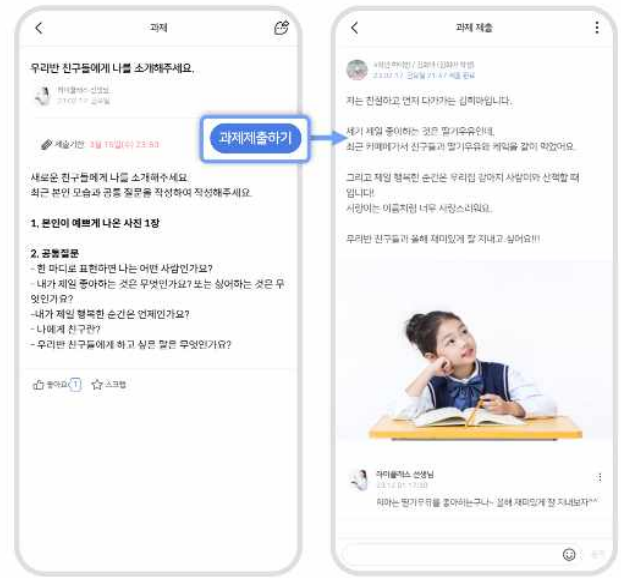 과제
우리반 친구들에게 나를 소개해주세요.
하이클래스 선생님
제출기한
과제제출하기
새로운 친구들에게 나를 소개해주세요
최근 본인 모습과 공통 질문을 작성하여 작성해주세요.
1. 본인이 예쁘게 나온 사진 1장
2. 공통질문
- 한 마디로 표현하면 나는 어떤 사람인가요?
- 내가 제일 좋아하는 것은 무엇인가요? 또는 싫어하는 것은 무
엇인가요?
-내가 제일 행복한 순간은 언제인가요?
- 나에게 친구란?
- 우리반 친구들에게 하고 싶은 말은 무엇인가요?
좋아요 1 스크랩
과제 제출
저는 친절하고 먼저 다가가는 김희아입니다.
제가 제일 좋아하는 것은 딸기우유인데,
최근 카페에가서 친구들과 딸기우유와 케익을 같이 먹었어요.
그리고 제일 행복한 순간은 우리집 강아지 사랑이와 산책할 때
입니다!
사랑이는 이름처럼 너무 사랑스러워요.
우리반 친구들과 올해 재미있게 잘 지내고 싶어요!!!
하이클래스 선생님
희아는 딸기우유를 좋아하는구나~ 올해 재미있게 잘 지내보자^^